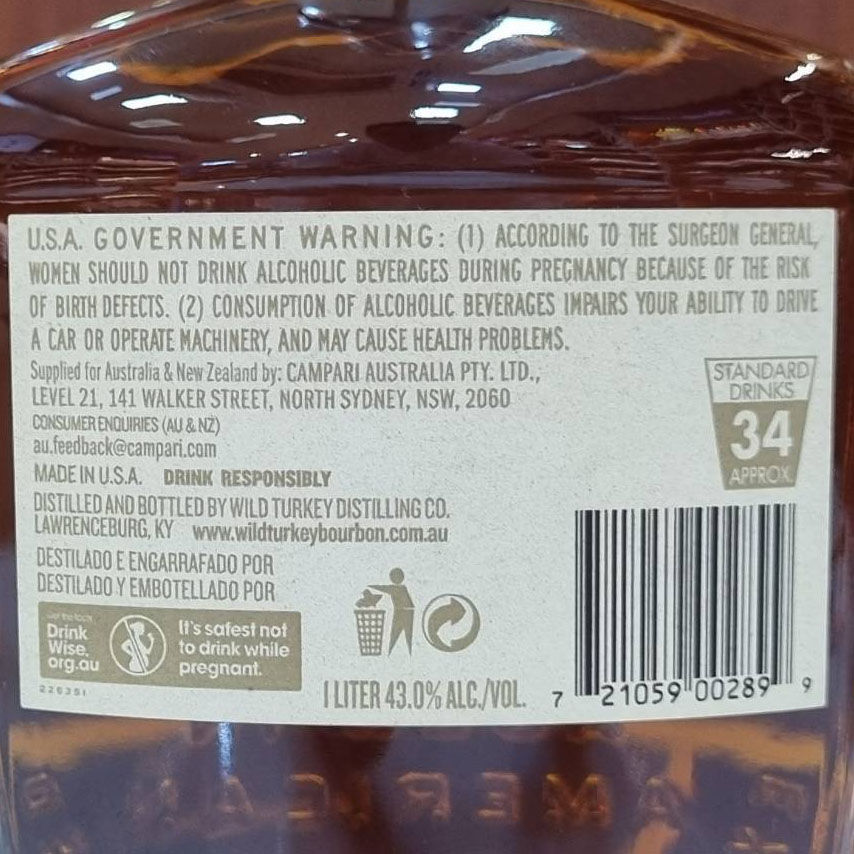 U.S.A. GOVERNMENT WARNING: (1) ACCORDING TO THE SURGEON GENERAL,
WOMEN SHOULD NOT DRINK ALCOHOLIC BEVERAGES DURING PREGNANCY BECAUSE OF THE RISK
OF BIRTH DEFECTS. (2) CONSUMPTION OF ALCOHOLIC BEVERAGES IMPAIRS YOUR ABILITY TO DRIVE
A CAR OR OPERATE MACHINERY, AND MAY CAUSE HEALTH PROBLEMS.
Supplied for Australia & New Zealand by: CAMPARI AUSTRALIA PTY. LTD.,
LEVEL 21, 141 WALKER STREET, NORTH SYDNEY, NSW, 2060
CONSUMER ENQUIRIES (AU & NZ)
au.feedback@campari.com
MADE IN U.S.A. DRINK RESPONSIBLY
DISTILLED AND BOTTLED BY WILD TURKEY DISTILLING CO.
LAWRENCEBURG, KY www.wildturkeybourbon.com.au
DESTILADO E ENGARRAFADO POR
DESTILADO Y EMBOTELLADO POR
STANDARD
DRINKS
34
APPROX.
Get the facts
Drink
Wise.
org.au
It's safest not
to drink while
pregnant.
226351
1 LITER 43.0% ALC./VOL.
7 21059 00289 9
AMERICAN